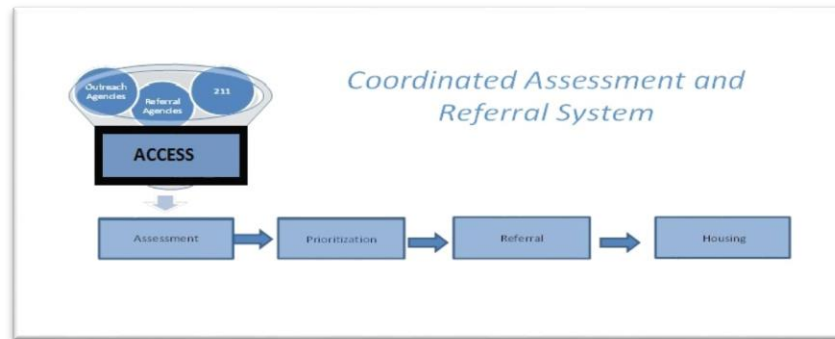 Coordinated Assessment and
Referral System
Outreach
Agencies
Referral
Agencies
211
ACCESS
Assessment
Prioritization
Referral
Housing